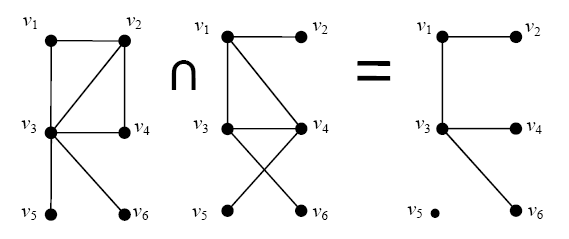 v1 v2 ∩ v1 v2 = v1 v2
v3 v4 v3 v4 v3 v4
v5 v6 v5 v6 v5 v6